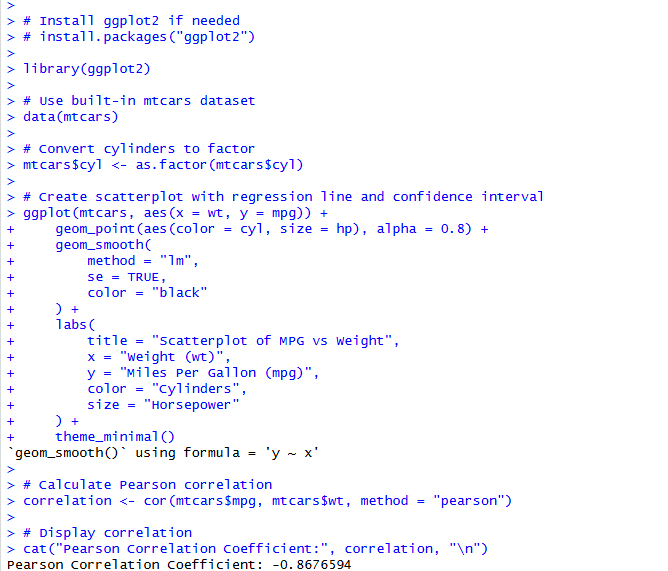 >
> # Install ggplot2 if needed
> # install.packages("ggplot2")
>
> library(ggplot2)
>
> # Use built-in mtcars dataset
> data(mtcars)
>
> # Convert cylinders to factor
> mtcars$cyl <- as.factor(mtcars$cyl)
>
> # Create scatterplot with regression line and confidence interval
> ggplot(mtcars, aes(x = wt, y = mpg)) +
+     geom_point(aes(color = cyl, size = hp), alpha = 0.8) +
+     geom_smooth(
+         method = "lm",
+         se = TRUE,
+         color = "black"
+     ) +
+     labs(
+         title = "Scatterplot of MPG vs Weight",
+         x = "Weight (wt)",
+         y = "Miles Per Gallon (mpg)",
+         color = "Cylinders",
+         size = "Horsepower"
+     ) +
+     theme_minimal()
`geom_smooth()` using formula = 'y ~ x'
>
> # Calculate Pearson correlation
> correlation <- cor(mtcars$mpg, mtcars$wt, method = "pearson")
>
> # Display correlation
> cat("Pearson Correlation Coefficient:", correlation, "\n")
Pearson Correlation Coefficient: -0.8676594